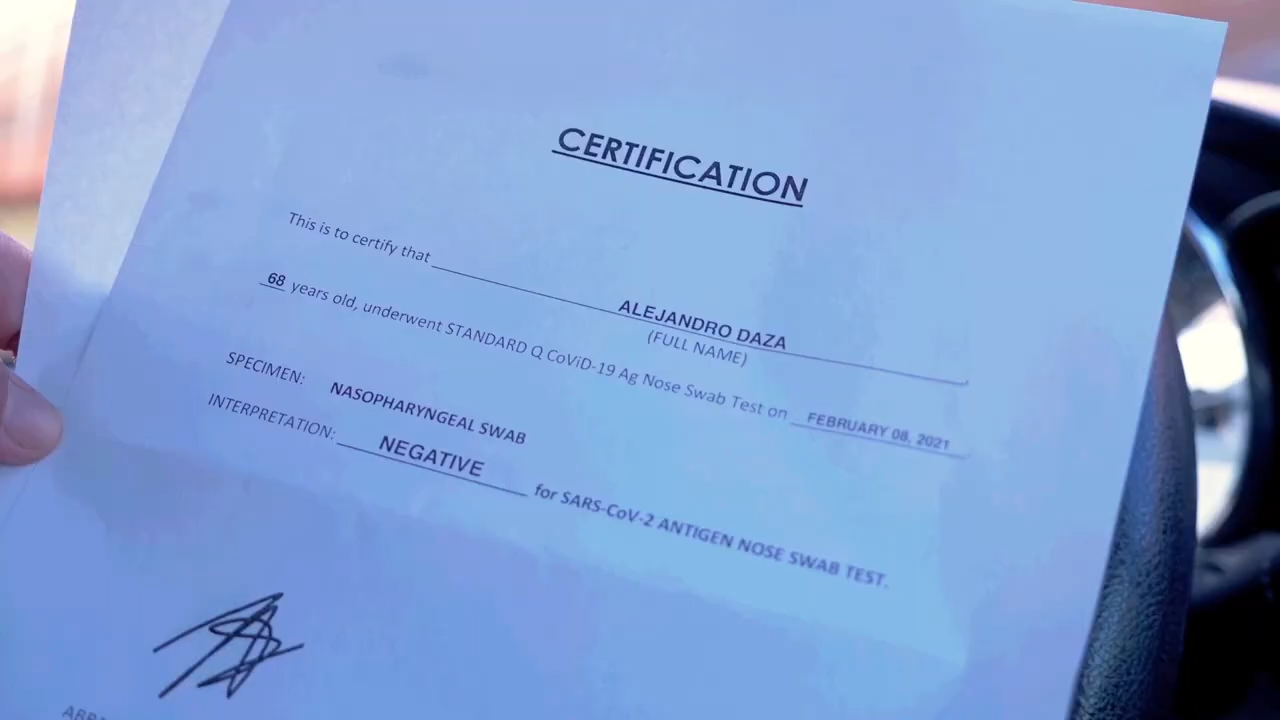 CERTIFICATION
This is to certify that ALEJANDRO DAZA
(FULL NAME)
68 years old, underwent STANDARD Q CoViD-19 Ag Nose Swab Test on FEBRUARY 08, 2021
SPECIMEN: NASOPHARYNGEAL SWAB
INTERPRETATION: NEGATIVE for SARS-CoV-2 ANTIGEN NOSE SWAB TEST.